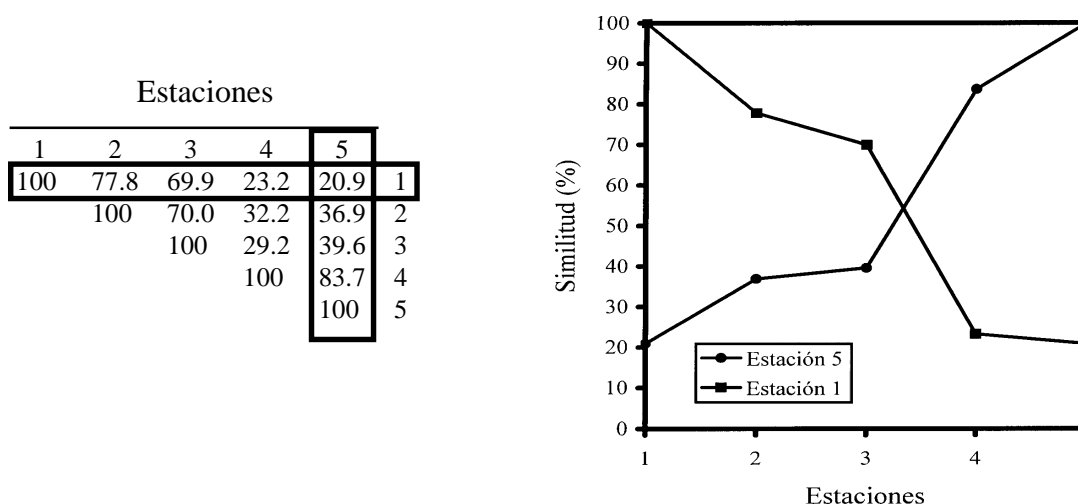 Estaciones
1 2 3 4 5
100 77.8 69.9 23.2 20.9 1
100 70.0 32.2 36.9 2
100 29.2 39.6 3
100 83.7 4
100 5
100
90
80
70
60
50
40
30
20
10
0
Similitud (%)
Estación 5
Estación 1
1 2 3 4
Estaciones